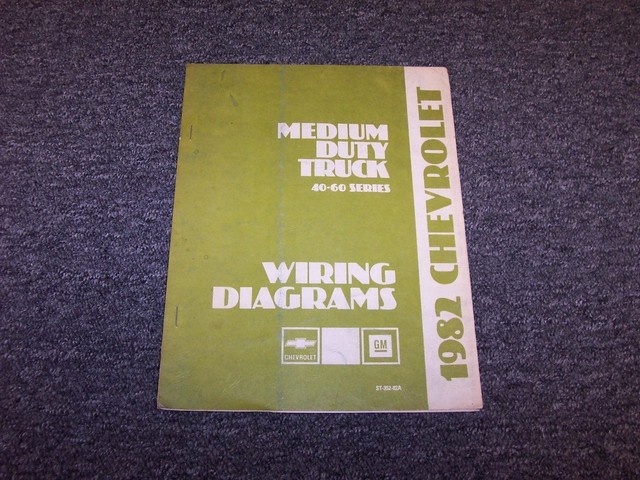 MEDIUM
DUTY
TRUCK
40-60 SERIES
WIRING
DIAGRAMS
CHEVROLET
GM
1982 CHEVROLET